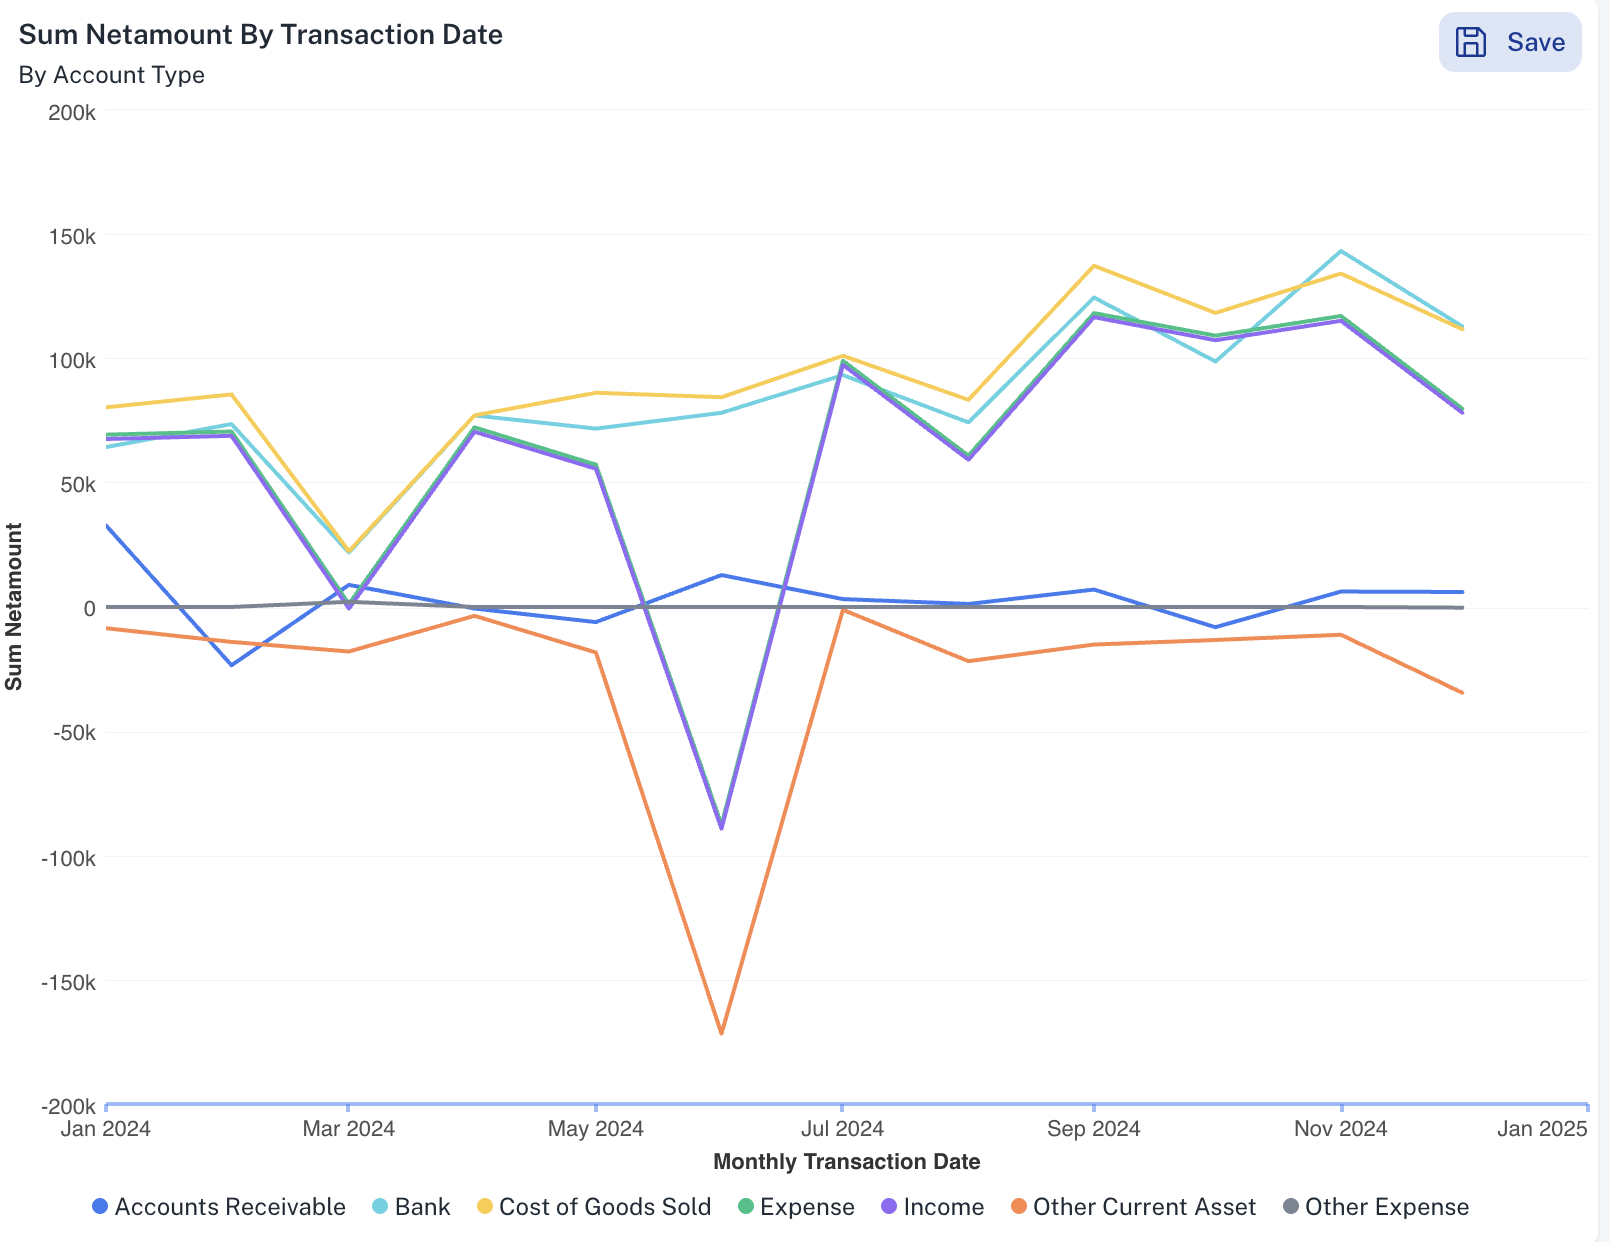 Sum Netamount By Transaction Date
Save
By Account Type
200k
150k
100k
50k
0
-50k
-100k
-150k
-200k
Sum Netamount
Jan 2024 Mar 2024 May 2024 Jul 2024 Sep 2024 Nov 2024 Jan 2025
Monthly Transaction Date
Accounts Receivable Bank Cost of Goods Sold Expense Income Other Current Asset Other Expense